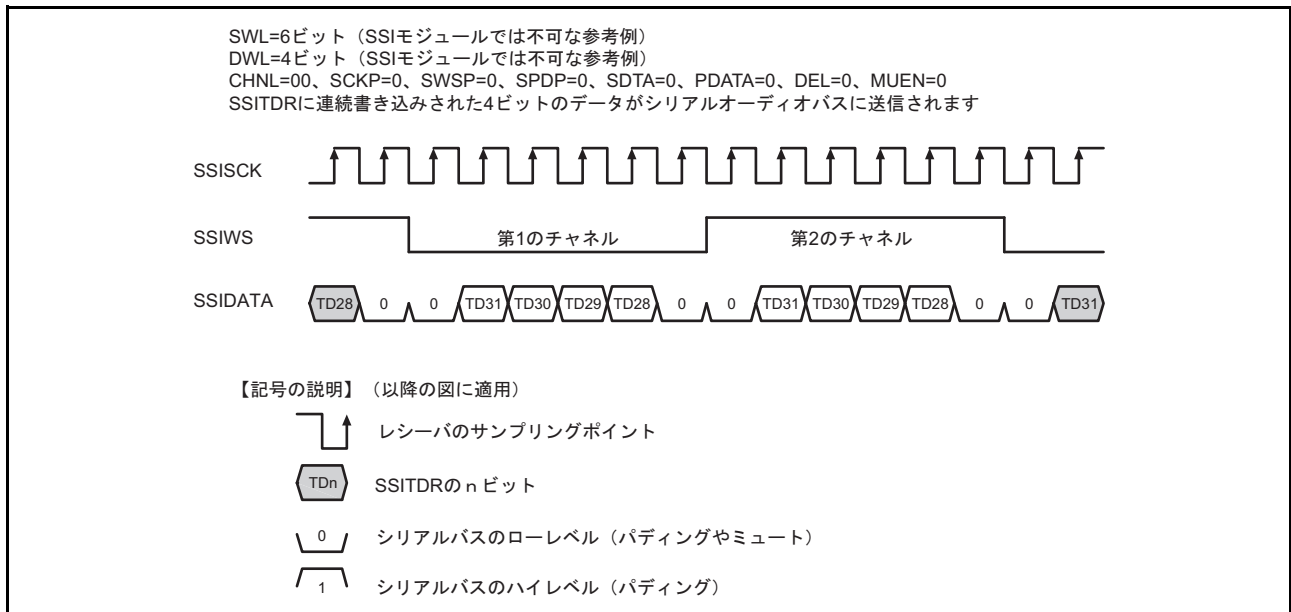 SWL=6ビット（SSIモジュールでは不可な参考例）
DWL=4ビット（SSIモジュールでは不可な参考例）
CHNL=00、SCKP=0、SWSP=0、SPDP=0、SDTA=0、PDATA=0、DEL=0、MUEN=0
SSITDRに連続書き込みされた4ビットのデータがシリアルオーディオバスに送信されます
SSISCK
SSIWS 第1のチャネル 第2のチャネル
SSIDATA TD28 0 0 TD31 TD30 TD29 TD28 0 0 TD31 TD30 TD29 TD28 0 0 TD31
【記号の説明】（以降の図に適用）
レシーバのサンプリングポイント
TDn SSITDRのｎビット
0 シリアルバスのローレベル（パディングやミュート）
1 シリアルバスのハイレベル（パディング）